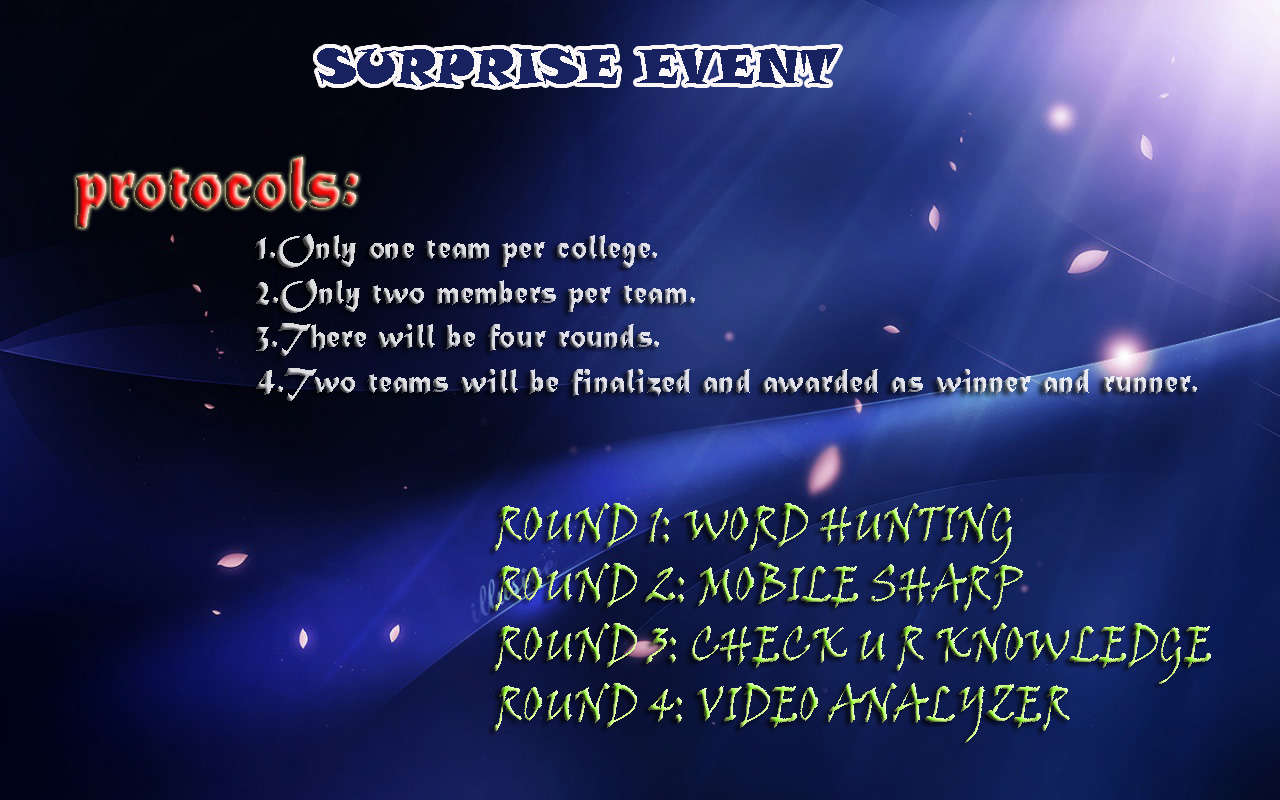 SURPRISE EVENT
protocols:
1.Only one team per college.
2.Only two members per team.
3.There will be four rounds.
4.Two teams will be finalized and awarded as winner and runner.
ROUND 1: WORD HUNTING
ROUND 2: MOBILE SHARP
ROUND 3: CHECK U R KNOWLEDGE
ROUND 4: VIDEO ANALYZER